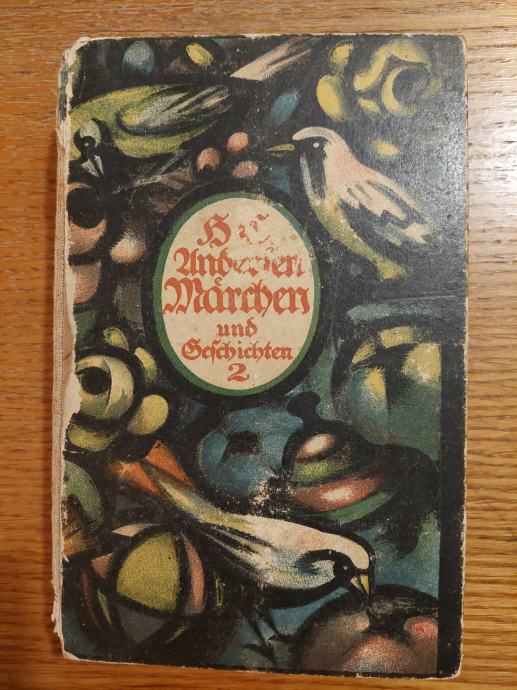 H C
Andersen
Märchen
und
Geschichten
2